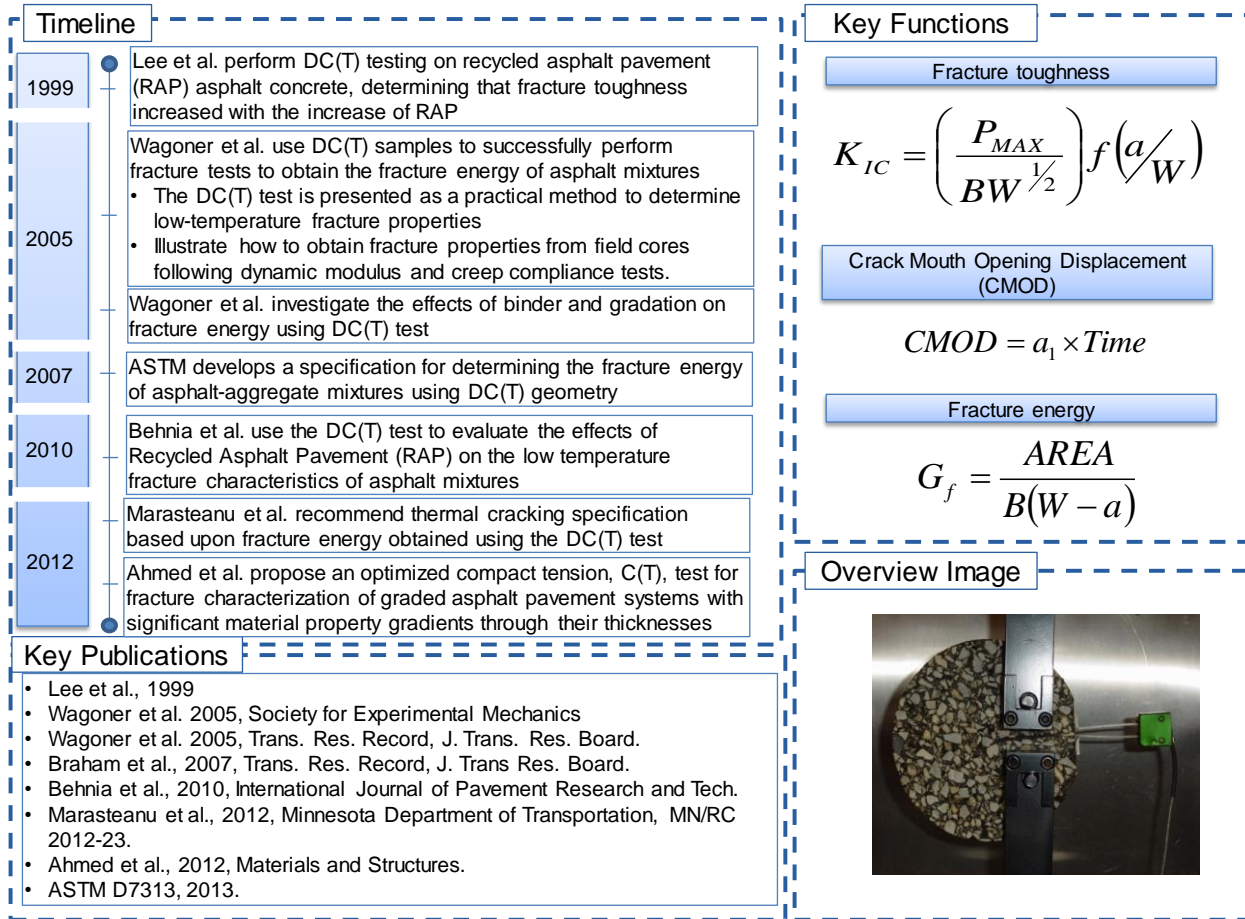 Timeline
1999
Lee et al. perform DC(T) testing on recycled asphalt pavement
(RAP) asphalt concrete, determining that fracture toughness
increased with the increase of RAP
2005
Wagoner et al. use DC(T) samples to successfully perform
fracture tests to obtain the fracture energy of asphalt mixtures
• The DC(T) test is presented as a practical method to determine
low-temperature fracture properties
• Illustrate how to obtain fracture properties from field cores
following dynamic modulus and creep compliance tests.
Wagoner et al. investigate the effects of binder and gradation on
fracture energy using DC(T) test
2007
ASTM develops a specification for determining the fracture energy
of asphalt-aggregate mixtures using DC(T) geometry
2010
Behnia et al. use the DC(T) test to evaluate the effects of
Recycled Asphalt Pavement (RAP) on the low temperature
fracture characteristics of asphalt mixtures
2012
Marasteanu et al. recommend thermal cracking specification
based upon fracture energy obtained using the DC(T) test
Ahmed et al. propose an optimized compact tension, C(T), test for
fracture characterization of graded asphalt pavement systems with
significant material property gradients through their thicknesses
Key Publications
• Lee et al., 1999
• Wagoner et al. 2005, Society for Experimental Mechanics
• Wagoner et al. 2005, Trans. Res. Record, J. Trans. Res. Board.
• Braham et al., 2007, Trans. Res. Record, J. Trans Res. Board.
• Behnia et al., 2010, International Journal of Pavement Research and Tech.
• Marasteanu et al., 2012, Minnesota Department of Transportation, MN/RC
2012-23.
• Ahmed et al., 2012, Materials and Structures.
• ASTM D7313, 2013.
Key Functions
Fracture toughness
K_IC = (P_MAX / BW^1/2) f(a/W)
Crack Mouth Opening Displacement
(CMOD)
CMOD = a₁ × Time
Fracture energy
G_f = AREA / B(W − a)
Overview Image